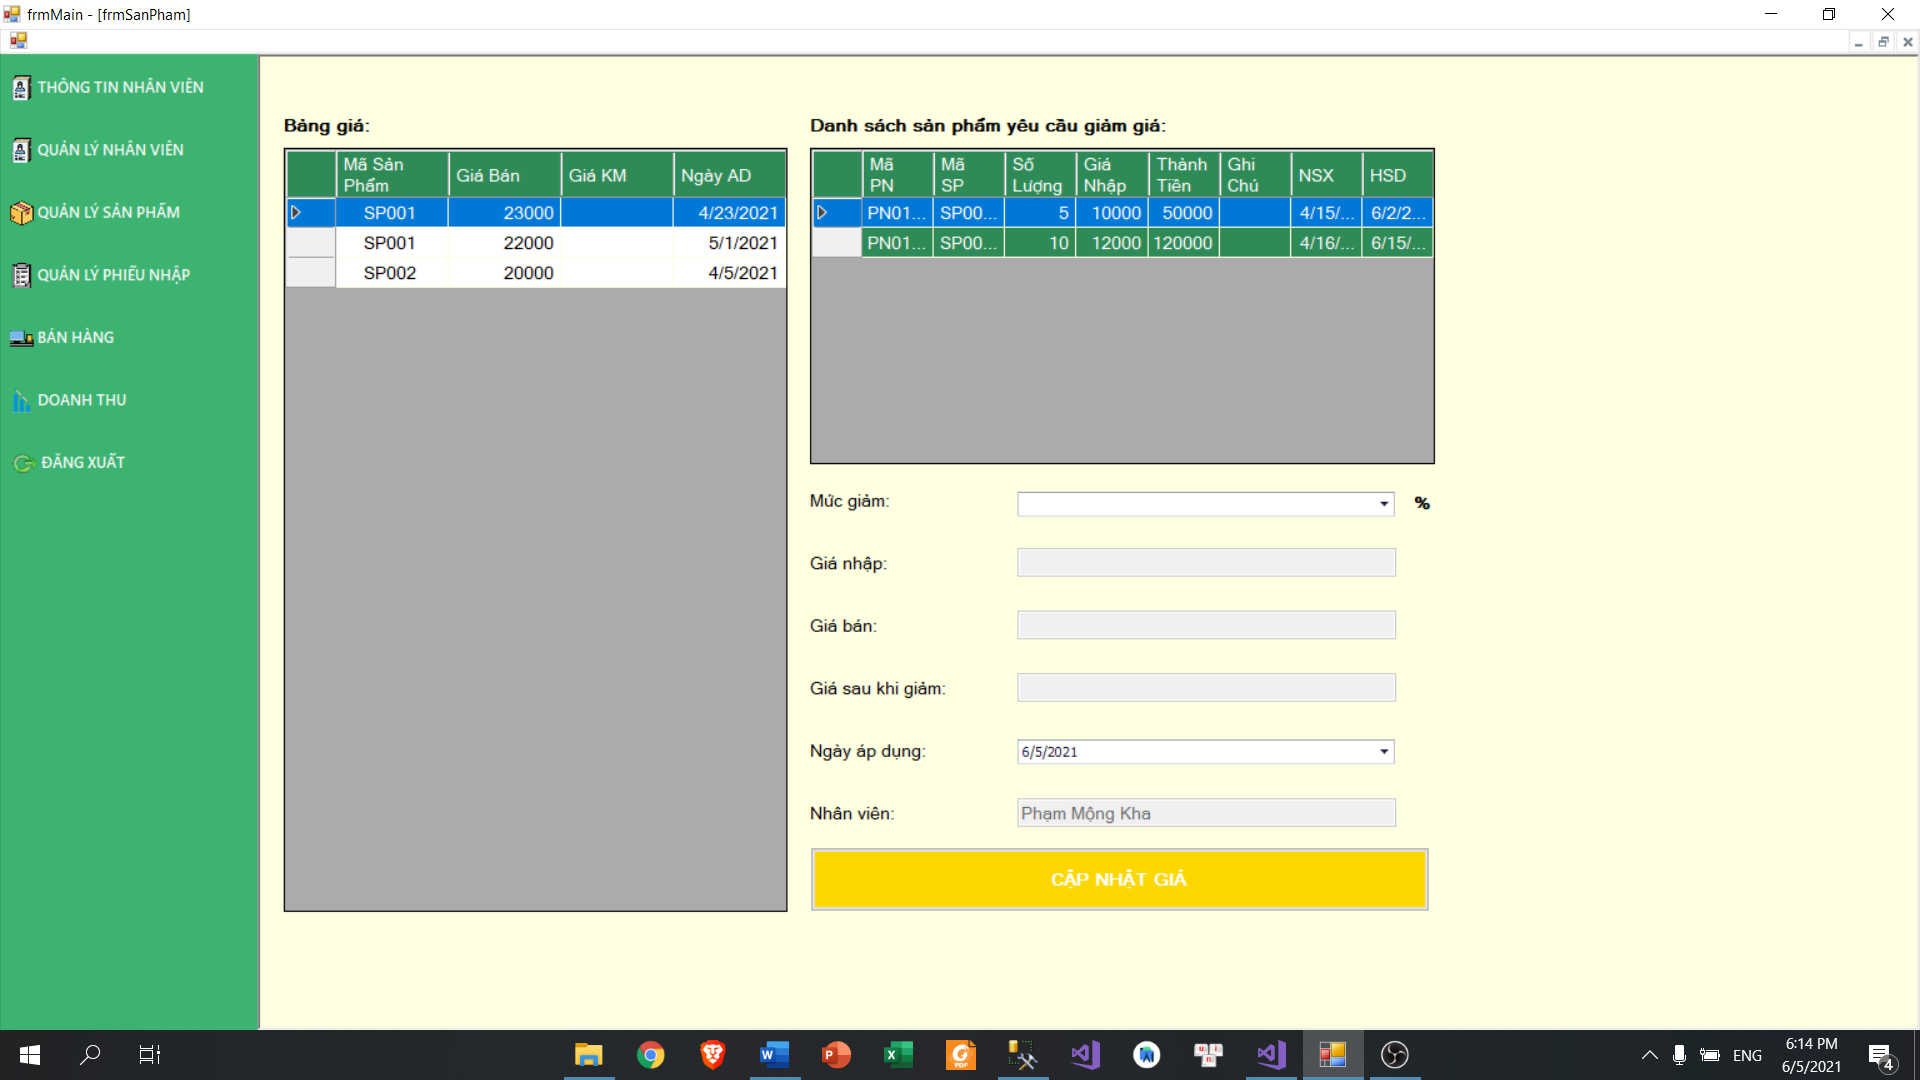 frmMain - [frmSanPham]
THÔNG TIN NHÂN VIÊN
QUẢN LÝ NHÂN VIÊN
QUẢN LÝ SẢN PHẨM
QUẢN LÝ PHIẾU NHẬP
BÁN HÀNG
DOANH THU
ĐĂNG XUẤT
Bảng giá:
Mã Sản Phẩm Giá Bán Giá KM Ngày AD
SP001 23000 4/23/2021
SP001 22000 5/1/2021
SP002 20000 4/5/2021
Danh sách sản phẩm yêu cầu giảm giá:
Mã PN Mã SP Số Lượng Giá Nhập Thành Tiền Ghi Chú NSX HSD
PN01... SP00... 5 10000 50000 4/15/... 6/2/2...
PN01... SP00... 10 12000 120000 4/16/... 6/15/...
Mức giảm: %
Giá nhập:
Giá bán:
Giá sau khi giảm:
Ngày áp dụng: 6/5/2021
Nhân viên: Phạm Mộng Kha
CẬP NHẬT GIÁ
ENG
6:14 PM
6/5/2021
4